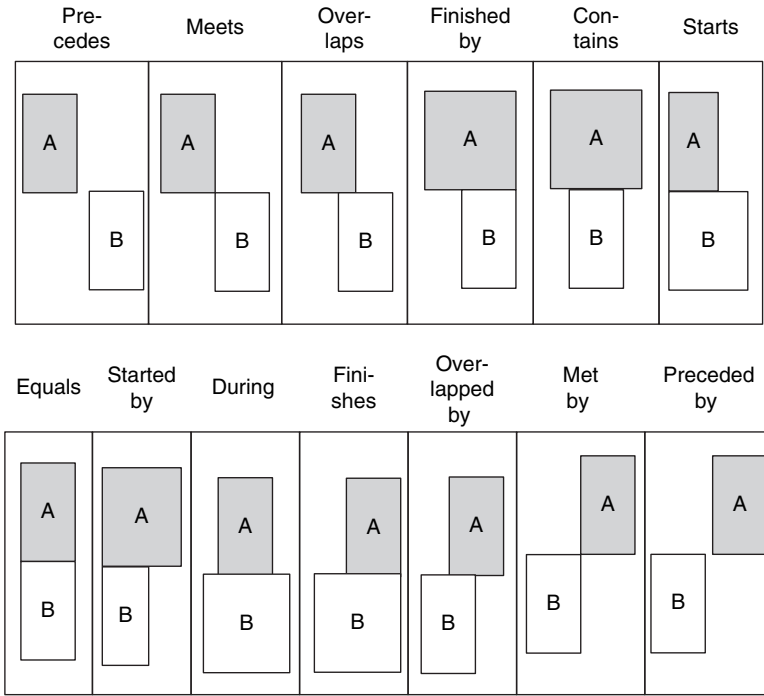 Pre- Meets Over- Finished Con- Starts
cedes laps by tains
A A A A A A
B B B B B B
Equals Started During Fini- Over- Met Preceded
by shes lapped by by
by
A A A A A A A
B B B B B B B